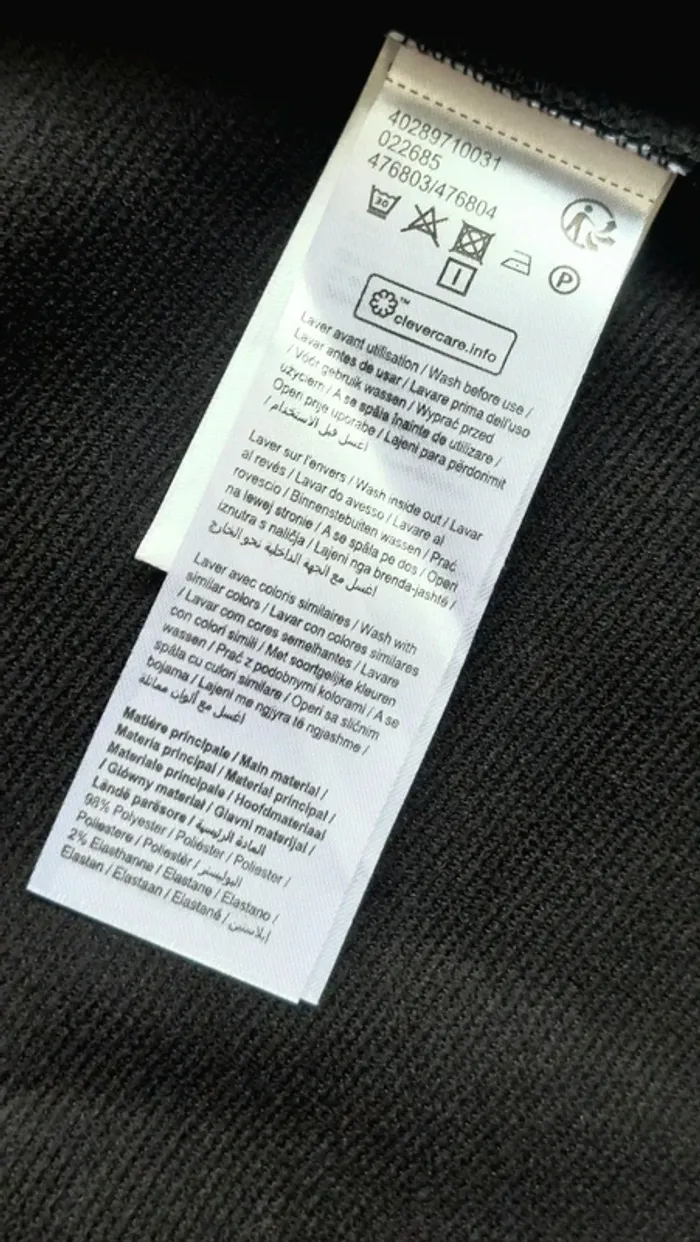 40289710031
022685
476803/476804
30
P
™
clevercare.info
Laver avant utilisation / Wash before use /
Lavar antes de usar / Lavare prima dell'uso
/ Vóór gebruik wassen / Wyprać przed
użyciem / A se spăla înainte de utilizare /
Operi prije uporabe / Lajeni para përdorimit
/ اغسل قبل الاستخدام
Laver sur l'envers / Wash inside out / Lavar
al revés / Lavar do avesso / Lavare al
rovescio / Binnenstebuiten wassen / Prać
na lewej stronie / A se spăla pe dos / Operi
iznutra s naličja / Lajeni nga brenda-jashtë /
اغسل مع الجهة الداخلية نحو الخارج
Laver avec coloris similaires / Wash with
similar colors / Lavar con colores similares
/ Lavar com cores semelhantes / Lavare
con colori simili / Met soortgelijke kleuren
wassen / Prać z podobnymi kolorami / A se
spăla cu culori similare / Operi sa sličnim
bojama / Lajeni me ngjyra të ngjashme /
اغسل مع ألوان مماثلة
Matière principale / Main material /
Materia principal / Material principal /
Materiale principale / Hoofdmateriaal
/ Główny materiał / Glavni materijal /
Lëndë parësore / المادة الرئيسية
98% Polyester / Poliéster / Poliester /
Poliestere / Poliestër / البوليستر
2% Elasthanne / Elastane / Elastano /
Elastan / Elastaan / Elastanë / إيلاستين